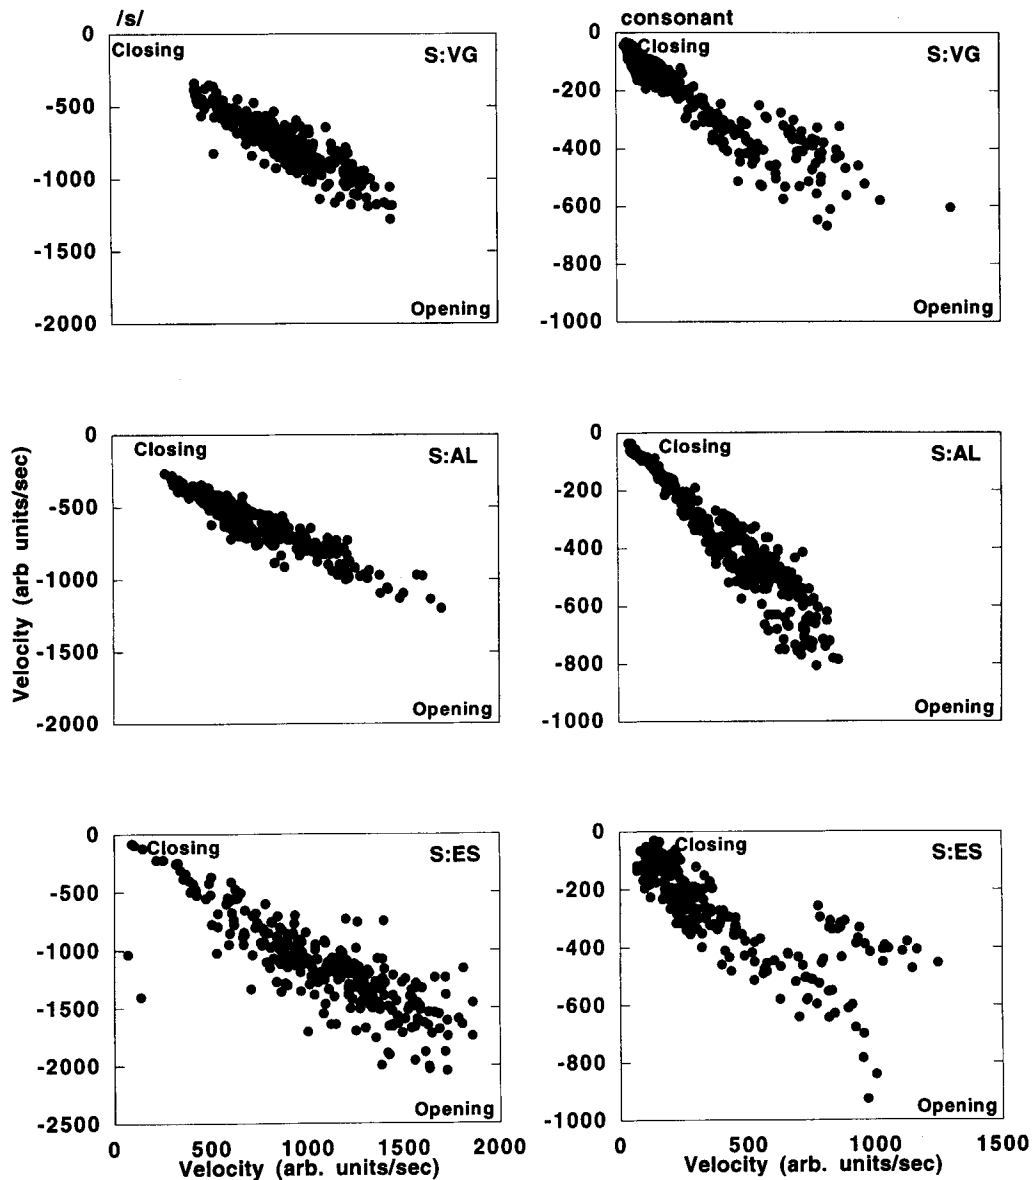 /s/
0
Closing
S:VG
-500
-1000
-1500
Opening
-2000
consonant
0
Closing
S:VG
-200
-400
-600
-800
Opening
-1000
Velocity (arb units/sec)
0
Closing
S:AL
-500
-1000
-1500
Opening
-2000
0
Closing
S:AL
-200
-400
-600
-800
Opening
-1000
0
Closing
S:ES
-500
-1000
-1500
-2000
Opening
-2500
0 500 1000 1500 2000
Velocity (arb. units/sec)
0
Closing
S:ES
-200
-400
-600
-800
Opening
-1000
0 500 1000 1500
Velocity (arb. units/sec)